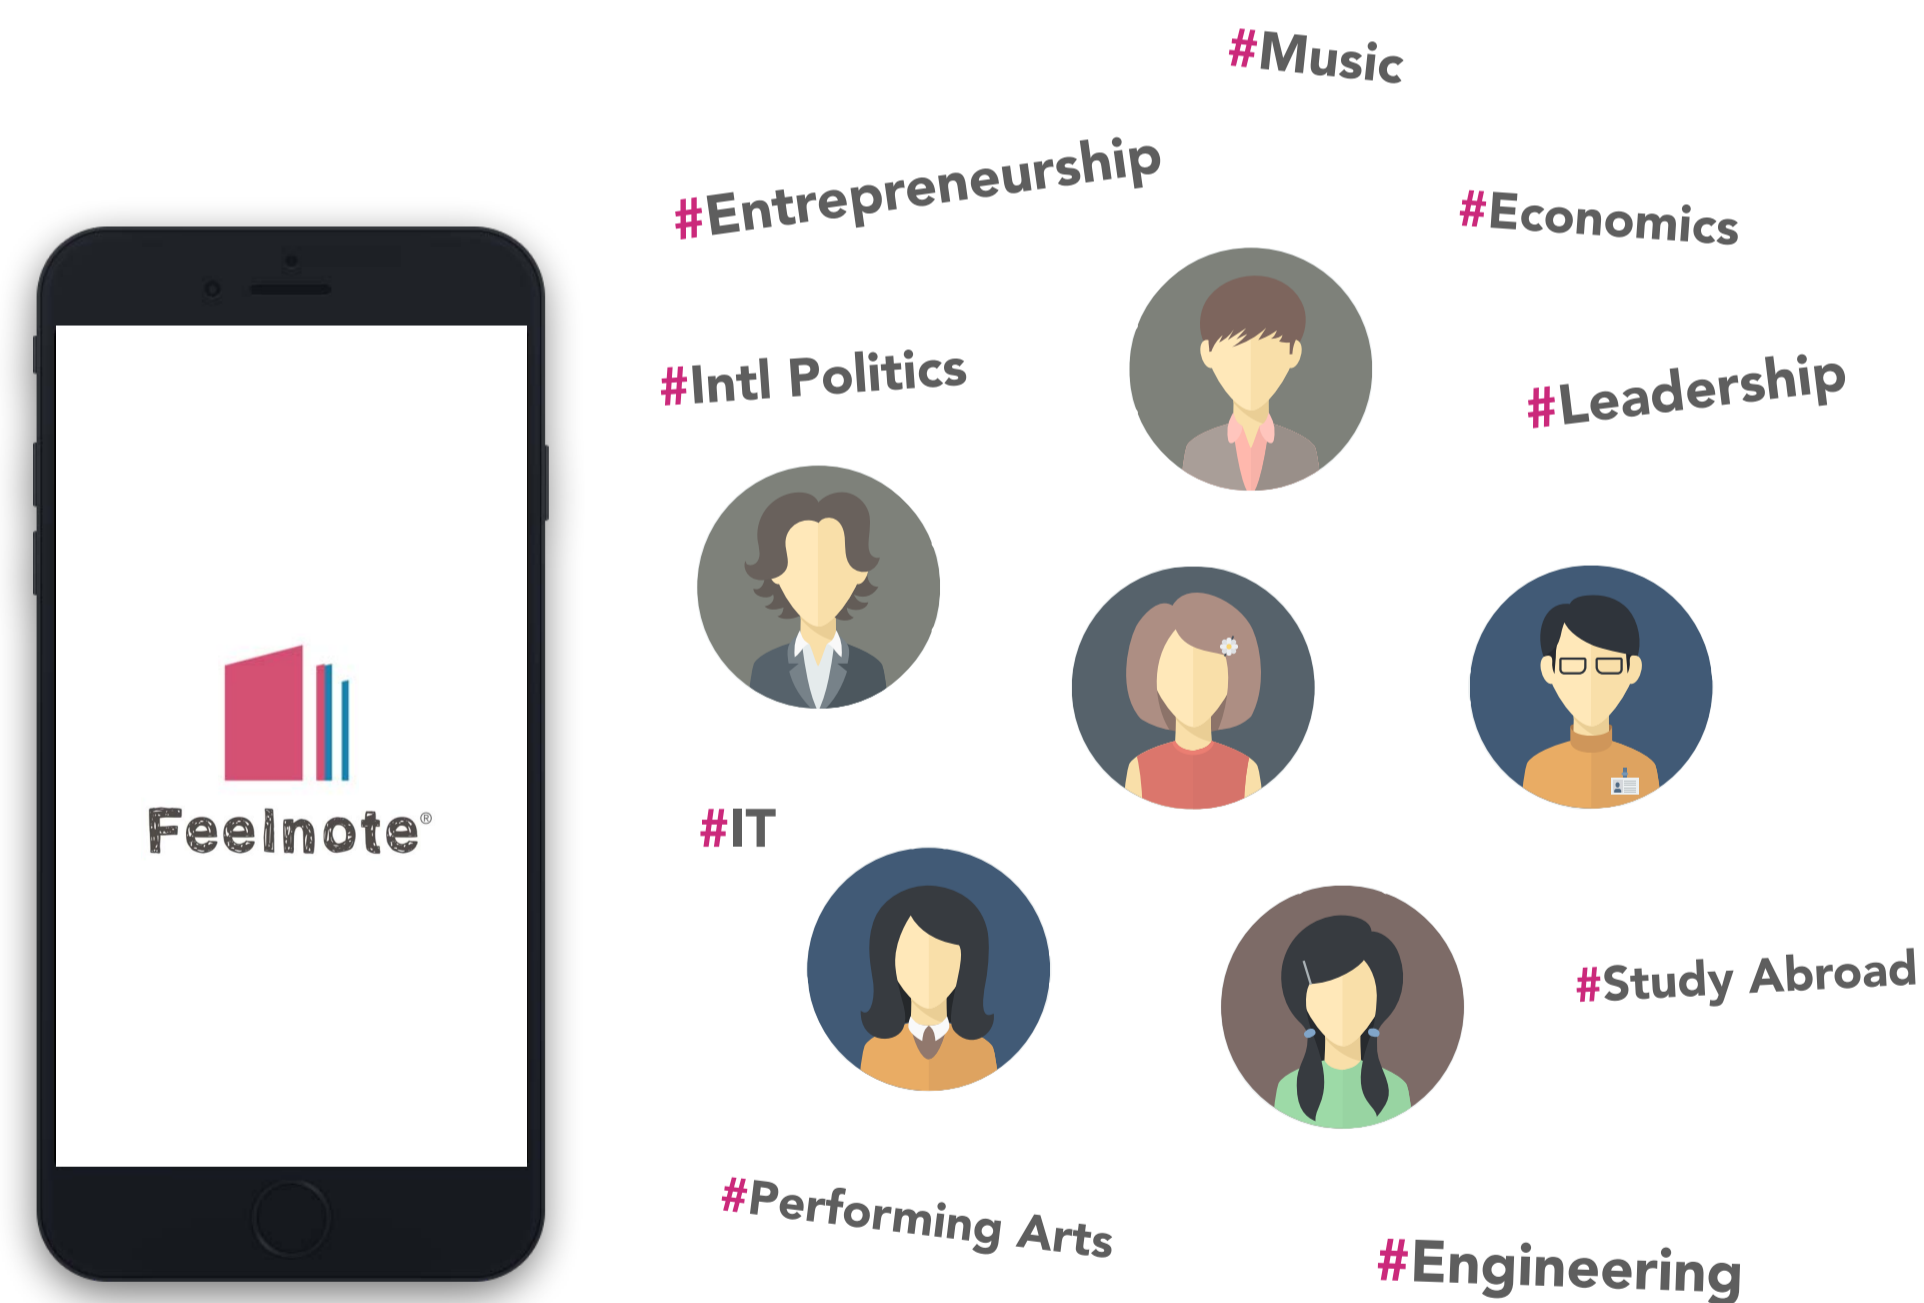 #Music
#Entrepreneurship
#Economics
#Intl Politics
#Leadership
Feelnote®
#IT
#Study Abroad
#Performing Arts
#Engineering